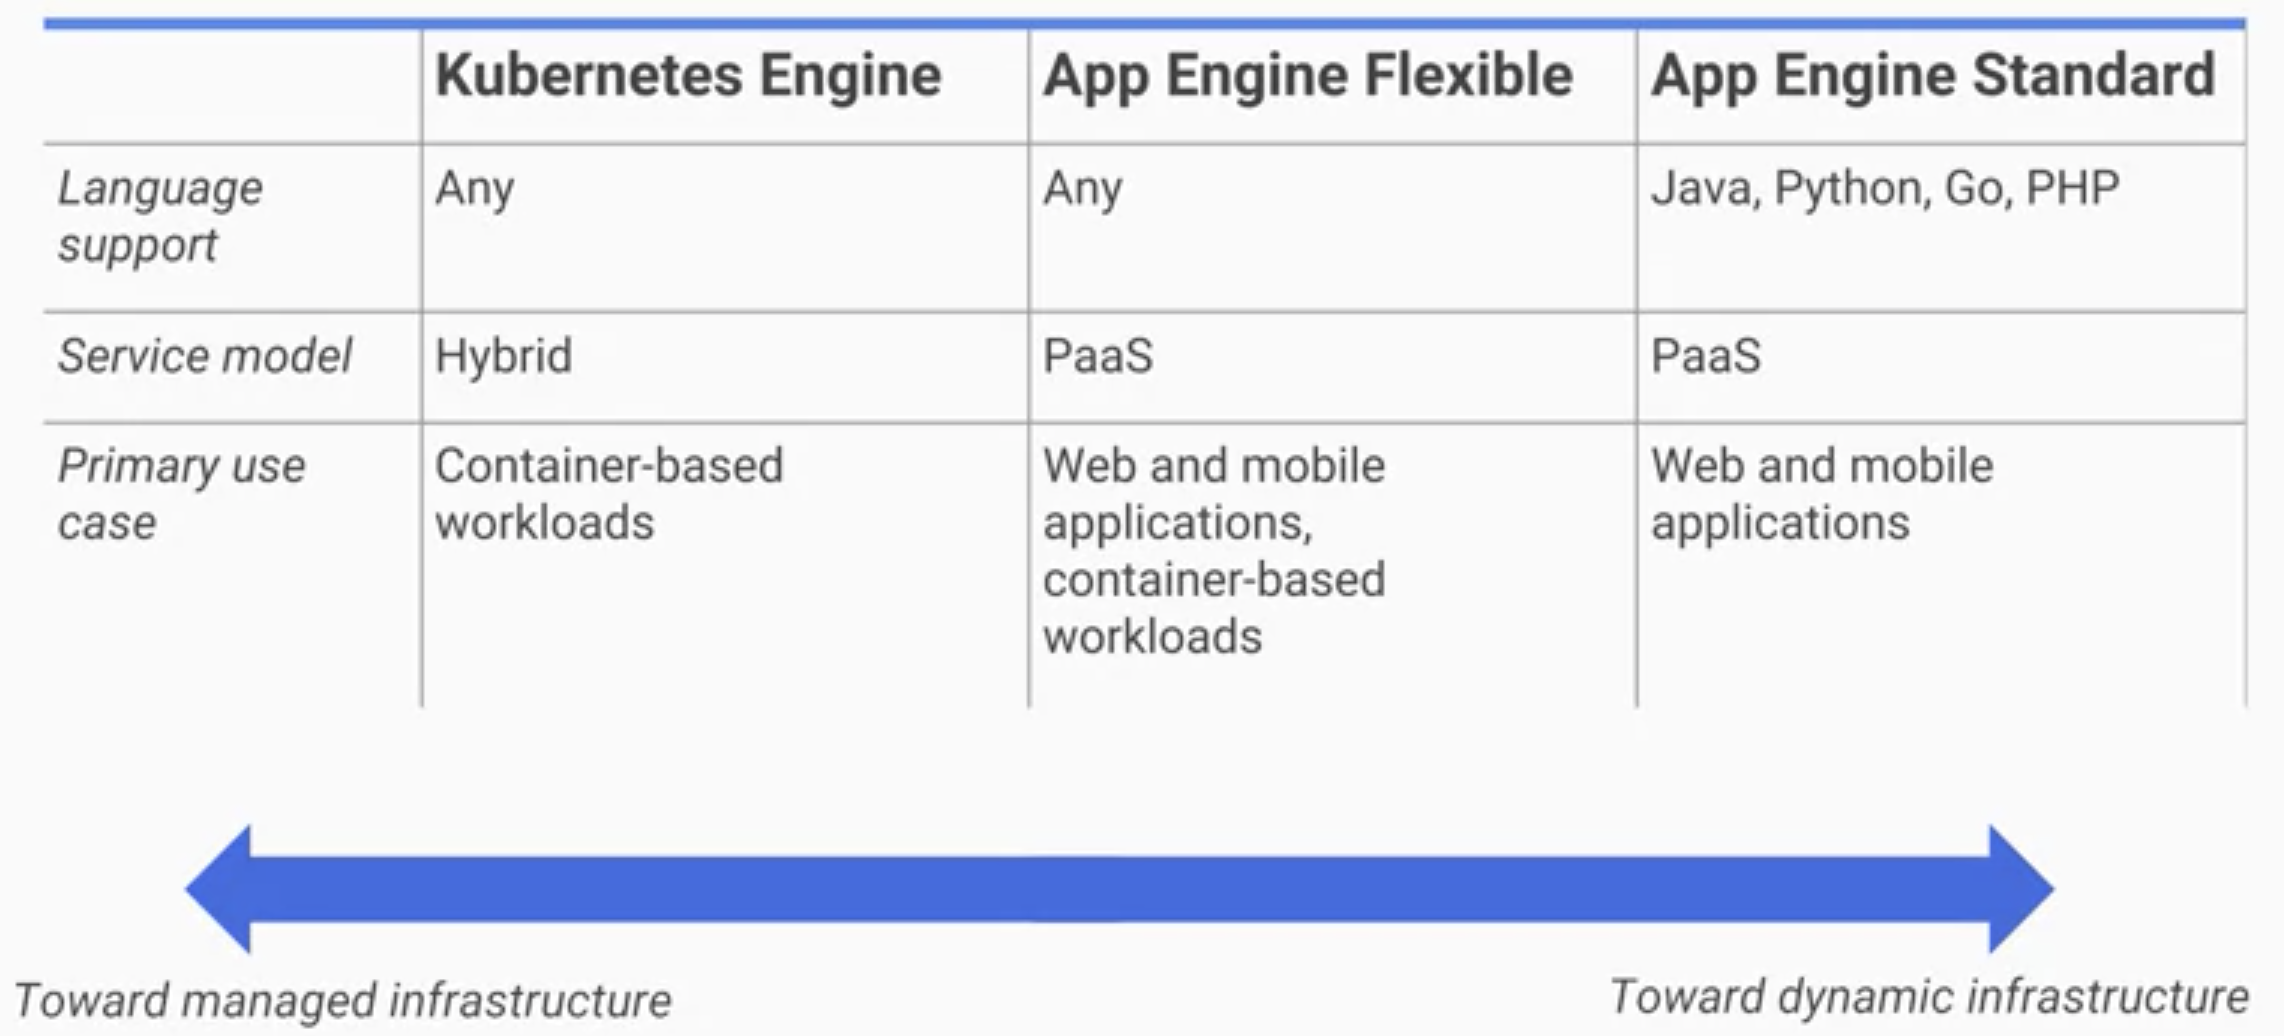 Kubernetes Engine
App Engine Flexible
App Engine Standard
Language
support
Any
Any
Java, Python, Go, PHP
Service model
Hybrid
PaaS
PaaS
Primary use
case
Container-based
workloads
Web and mobile
applications,
container-based
workloads
Web and mobile
applications
Toward managed infrastructure
Toward dynamic infrastructure